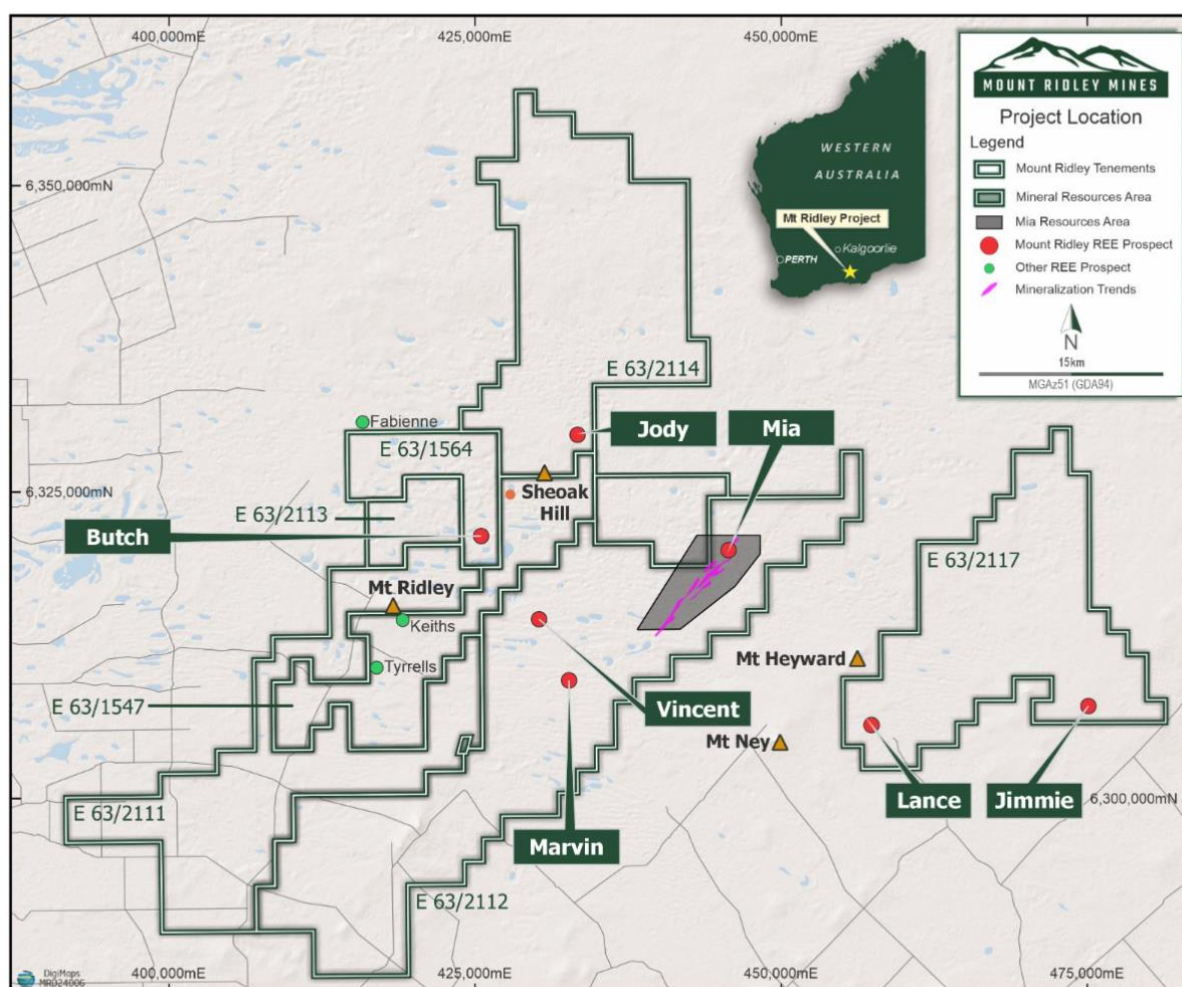 400,000mE
425,000mE
450,000mE
MOUNT RIDLEY MINES
Project Location
Legend
Mount Ridley Tenements
Mineral Resources Area
Mia Resources Area
Mount Ridley REE Prospect
Other REE Prospect
Mineralization Trends
N
15km
MGAz51 (GDA94)
WESTERN
AUSTRALIA
Mt Ridley Project
Kalgoorlie
PERTH
6,350,000mN
E 63/2114
Fabienne
Jody
Mia
E 63/1564
6,325,000mN
Sheoak
Hill
E 63/2113
Butch
E 63/2117
Mt Ridley
Keiths
Mt Heyward
Tyrrells
E 63/1547
Vincent
Mt Ney
Lance
Jimmie
6,300,000mN
E 63/2111
Marvin
E 63/2112
DigiMaps
MRD24006
400,000mE
425,000mE
450,000mE
475,000mE